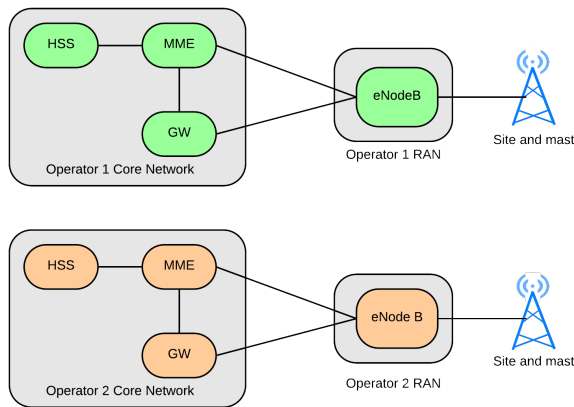 HSS
MME
eNodeB
GW
Site and mast
Operator 1 RAN
Operator 1 Core Network
HSS
MME
eNode B
GW
Site and mast
Operator 2 RAN
Operator 2 Core Network